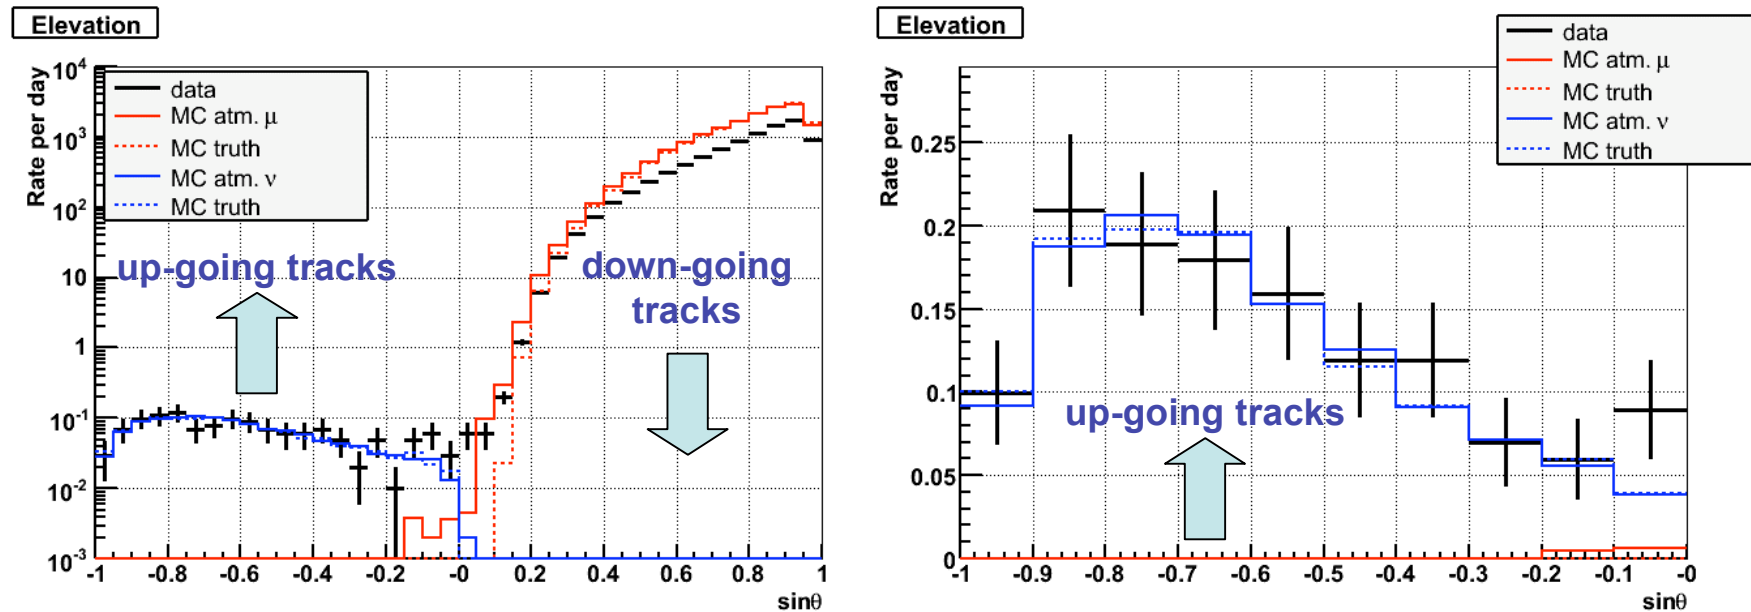 Elevation
Rate per day
10^4
10^3
10^2
10
1
10^-1
10^-2
10^-3
data
MC atm. μ
MC truth
MC atm. ν
MC truth
up-going tracks
down-going
tracks
-1 -0.8 -0.6 -0.4 -0.2 -0 0.2 0.4 0.6 0.8 1
sinθ
Elevation
Rate per day
0.25
0.2
0.15
0.1
0.05
0
data
MC atm. μ
MC truth
MC atm. ν
MC truth
up-going tracks
-1 -0.9 -0.8 -0.7 -0.6 -0.5 -0.4 -0.3 -0.2 -0.1 -0
sinθ